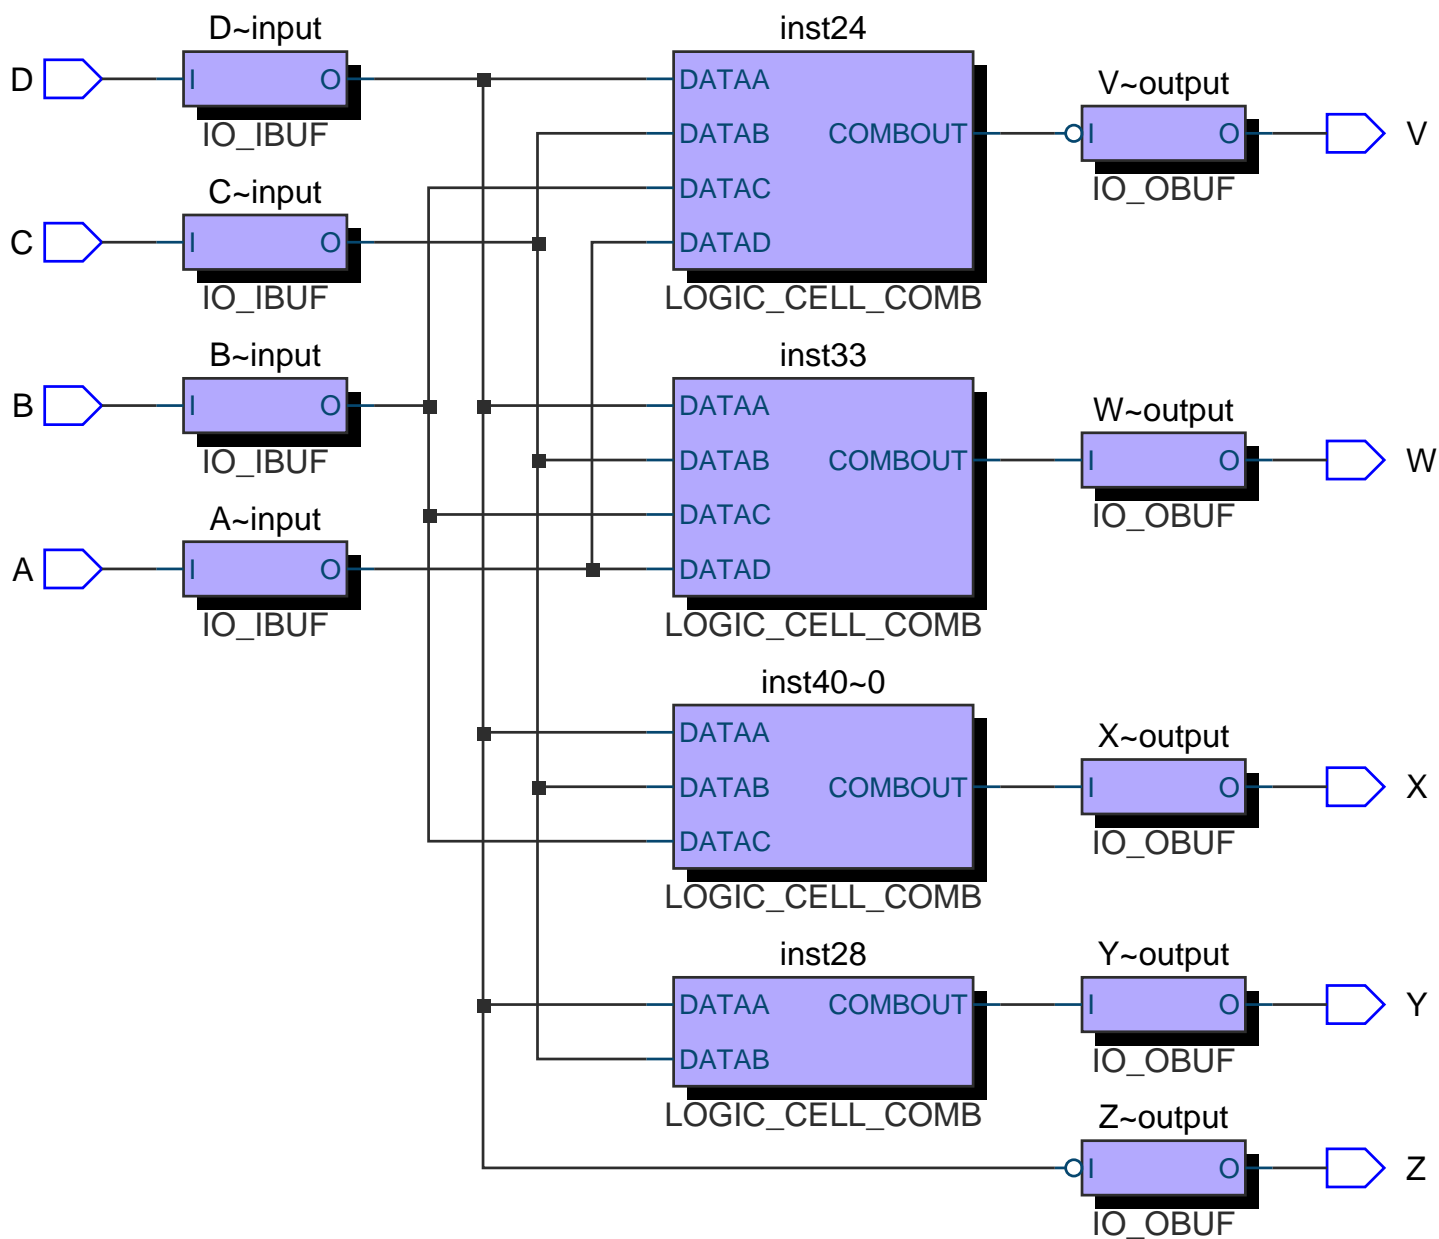 D~input
D
I
O
IO_IBUF
C~input
C
I
O
IO_IBUF
B~input
B
I
O
IO_IBUF
A~input
A
I
O
IO_IBUF
inst24
DATAA
DATAB
COMBOUT
DATAC
DATAD
LOGIC_CELL_COMB
inst33
DATAA
DATAB
COMBOUT
DATAC
DATAD
LOGIC_CELL_COMB
inst40~0
DATAA
DATAB
COMBOUT
DATAC
LOGIC_CELL_COMB
inst28
DATAA
COMBOUT
DATAB
LOGIC_CELL_COMB
V~output
I
O
V
IO_OBUF
W~output
I
O
W
IO_OBUF
X~output
I
O
X
IO_OBUF
Y~output
I
O
Y
IO_OBUF
Z~output
I
O
Z
IO_OBUF